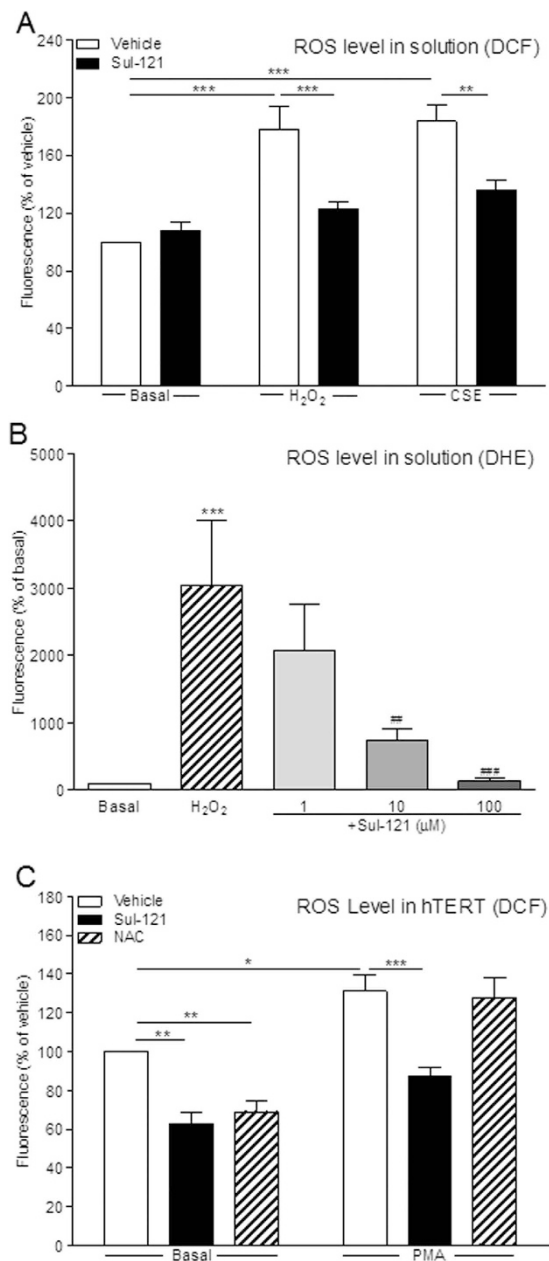 A
ROS level in solution (DCF)
Vehicle
Sul-121
***
***
***
**
Fluorescence (% of vehicle)
240
200
160
120
80
40
0
Basal
H₂O₂
CSE
B
ROS level in solution (DHE)
Fluorescence (% of basal)
5000
4000
3000
2000
1000
0
***
##
###
Basal
H₂O₂
1
10
100
+Sul-121 (µM)
C
ROS Level in hTERT (DCF)
Vehicle
Sul-121
NAC
*
***
**
**
Fluorescence (% of vehicle)
180
160
140
120
100
80
60
40
20
0
Basal
PMA